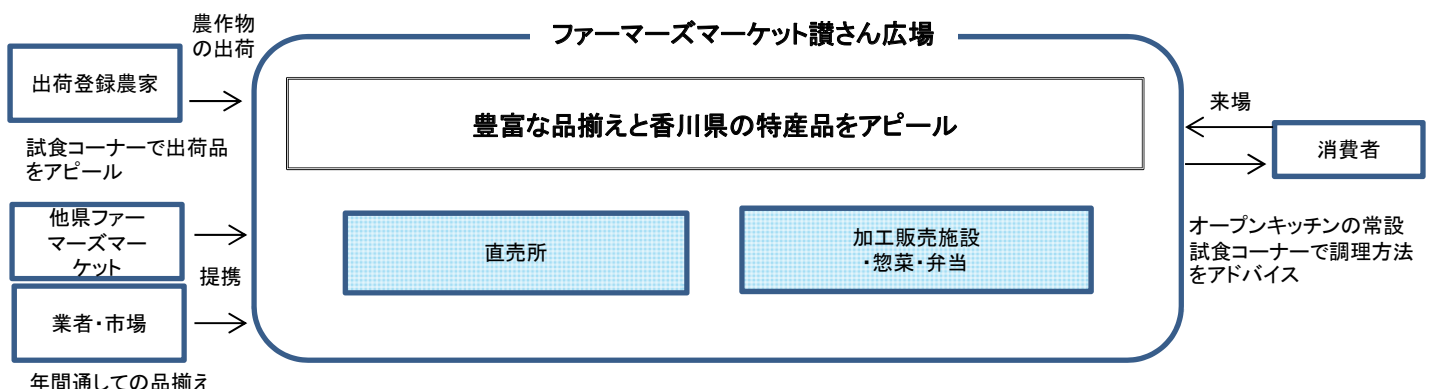 農作物
の出荷
ファーマーズマーケット讃さん広場
出荷登録農家
豊富な品揃えと香川県の特産品をアピール
来場
消費者
試食コーナーで出荷品
をアピール
他県ファー
マーズマー
ケット
提携
直売所
加工販売施設
・惣菜・弁当
オープンキッチンの常設
試食コーナーで調理方法
をアドバイス
業者・市場
年間通しての品揃え